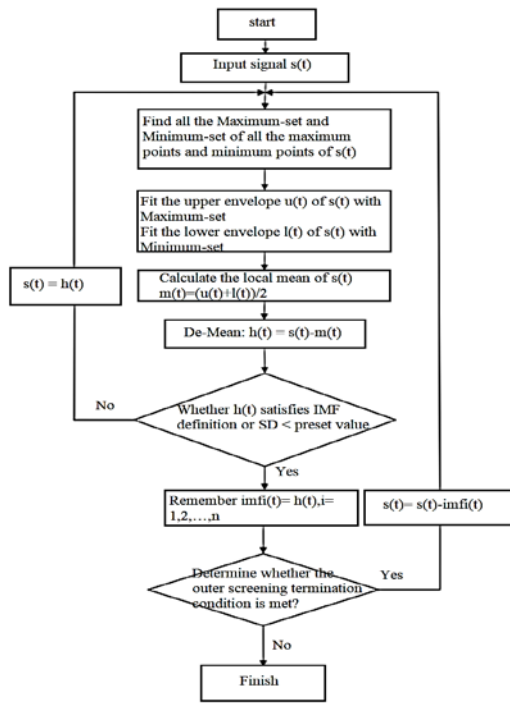 start
Input signal s(t)
Find all the Maximum-set and
Minimum-set of all the maximum
points and minimum points of s(t)
Fit the upper envelope u(t) of s(t) with
Maximum-set
Fit the lower envelope l(t) of s(t) with
Minimum-set
s(t) = h(t)
Calculate the local mean of s(t)
m(t)=(u(t)+l(t))/2
De-Mean: h(t) = s(t)-m(t)
No
Whether h(t) satisfies IMF
definition or SD < preset value
Yes
Remember imfi(t)= h(t),i=
1,2,…,n
s(t)= s(t)-imfi(t)
Determine whether the
outer screening termination
condition is met?
Yes
No
Finish